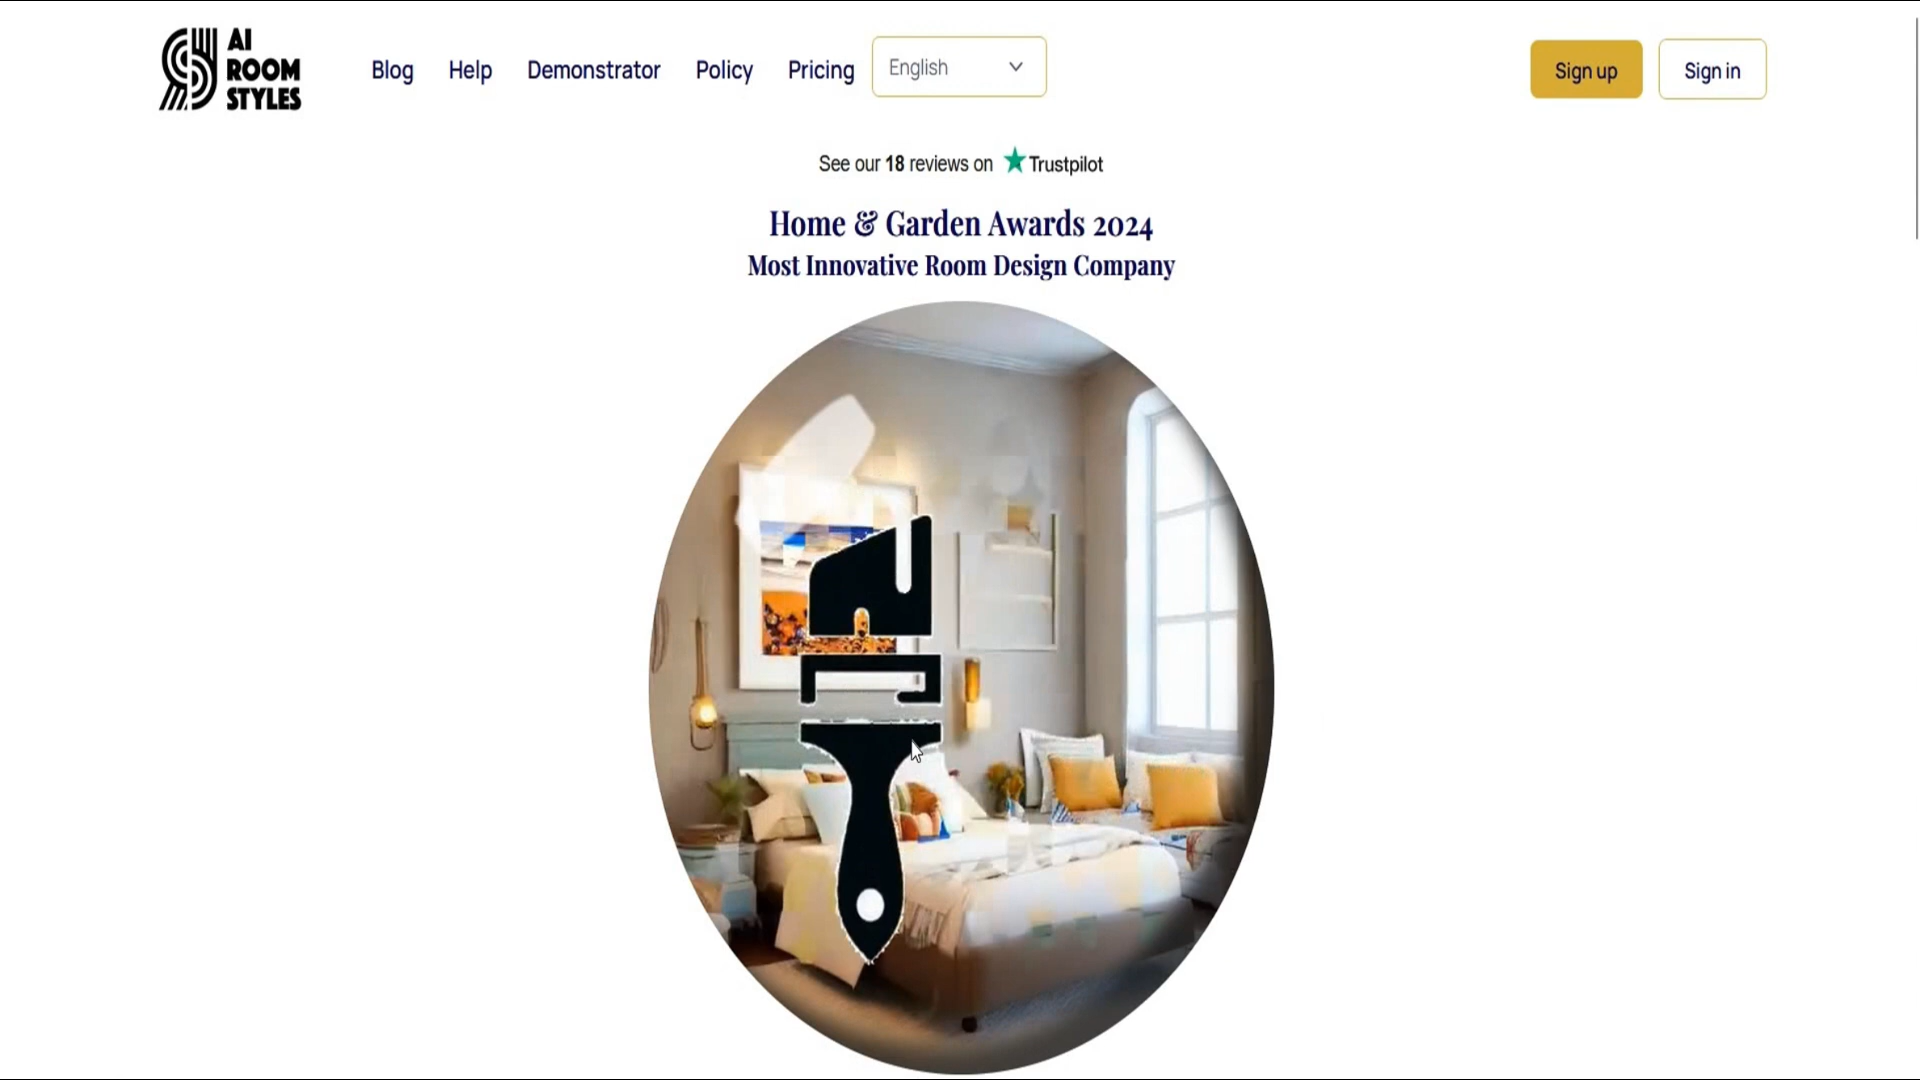 AI
ROOM
STYLES
Blog Help Demonstrator Policy Pricing English Sign up Sign in
See our 18 reviews on Trustpilot
Home & Garden Awards 2024
Most Innovative Room Design Company